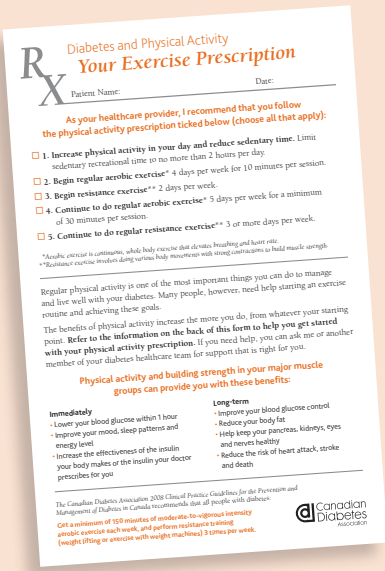 Rx
Diabetes and Physical Activity
Your Exercise Prescription
Patient Name:
Date:
As your healthcare provider, I recommend that you follow
the physical activity prescription ticked below (choose all that apply):
1. Increase physical activity in your day and reduce sedentary time. Limit
sedentary recreational time to no more than 2 hours per day.
2. Begin regular aerobic exercise* 4 days per week for 10 minutes per session.
3. Begin resistance exercise** 2 days per week.
4. Continue to do regular aerobic exercise* 5 days per week for a minimum
of 30 minutes per session.
5. Continue to do regular resistance exercise** 3 or more days per week.
*Aerobic exercise is continuous, whole body exercise that elevates breathing and heart rate.
**Resistance exercise involves doing various body movements with strong contractions to build muscle strength.
Regular physical activity is one of the most important things you can do to manage
and live well with your diabetes. Many people, however, need help starting an exercise
routine and achieving these goals.
The benefits of physical activity increase the more you do, from whatever your starting
point. Refer to the information on the back of this form to help you get started
with your physical activity prescription. If you need help, you can ask me or another
member of your diabetes healthcare team for support that is right for you.
Physical activity and building strength in your major muscle
groups can provide you with these benefits:
Immediately
• Lower your blood glucose within 1 hour
• Improve your mood, sleep patterns and
energy level
• Increase the effectiveness of the insulin
your body makes or the insulin your doctor
prescribes for you
Long-term
• Improve your blood glucose control
• Reduce your body fat
• Help keep your pancreas, kidneys, eyes
and nerves healthy
• Reduce the risk of heart attack, stroke
and death
The Canadian Diabetes Association 2008 Clinical Practice Guidelines for the Prevention and
Management of Diabetes in Canada recommends that all people with diabetes:
Get a minimum of 150 minutes of moderate-to-vigorous intensity
aerobic exercise each week, and perform resistance training
(weight lifting or exercise with weight machines) 3 times per week.
Canadian
Diabetes
Association